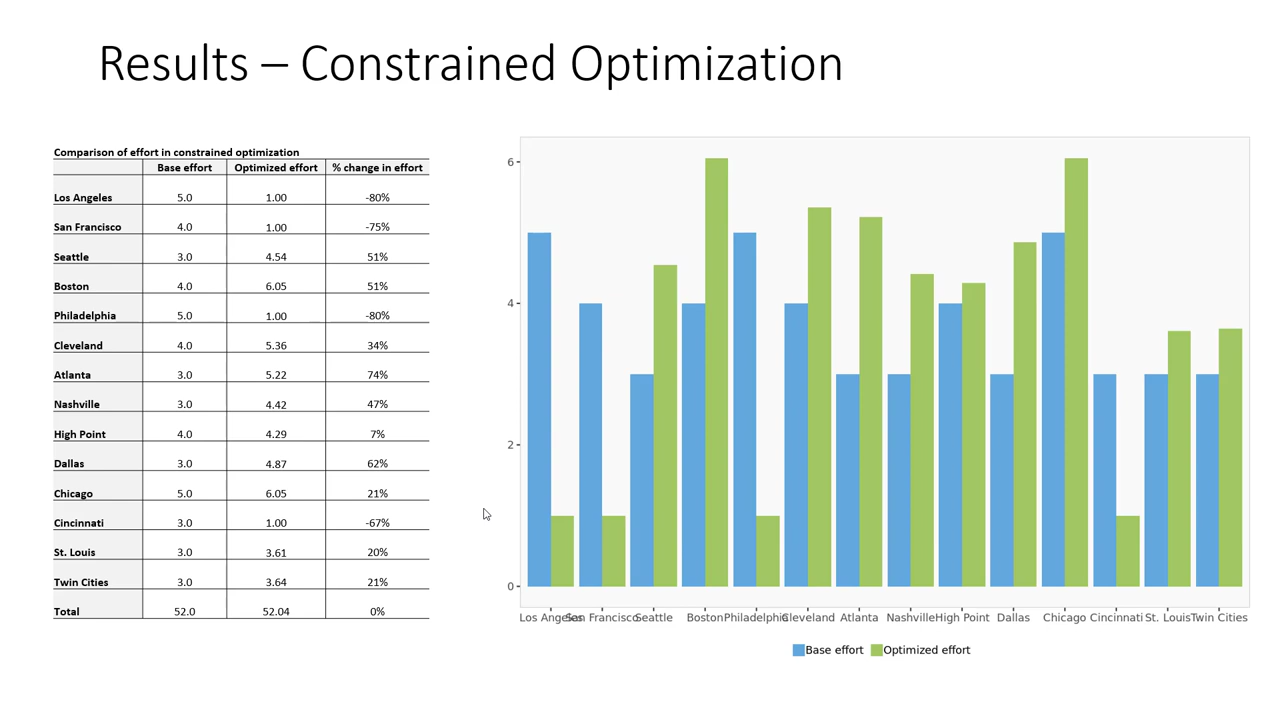 Results – Constrained Optimization
Comparison of effort in constrained optimization
Base effort Optimized effort % change in effort
Los Angeles 5.0 1.00 -80%
San Francisco 4.0 1.00 -75%
Seattle 3.0 4.54 51%
Boston 4.0 6.05 51%
Philadelphia 5.0 1.00 -80%
Cleveland 4.0 5.36 34%
Atlanta 3.0 5.22 74%
Nashville 3.0 4.42 47%
High Point 4.0 4.29 7%
Dallas 3.0 4.87 62%
Chicago 5.0 6.05 21%
Cincinnati 3.0 1.00 -67%
St. Louis 3.0 3.61 20%
Twin Cities 3.0 3.64 21%
Total 52.0 52.04 0%
6
4
2
0
Los Angeles San Francisco Seattle Boston Philadelphia Cleveland Atlanta Nashville High Point Dallas Chicago Cincinnati St. Louis Twin Cities
Base effort Optimized effort